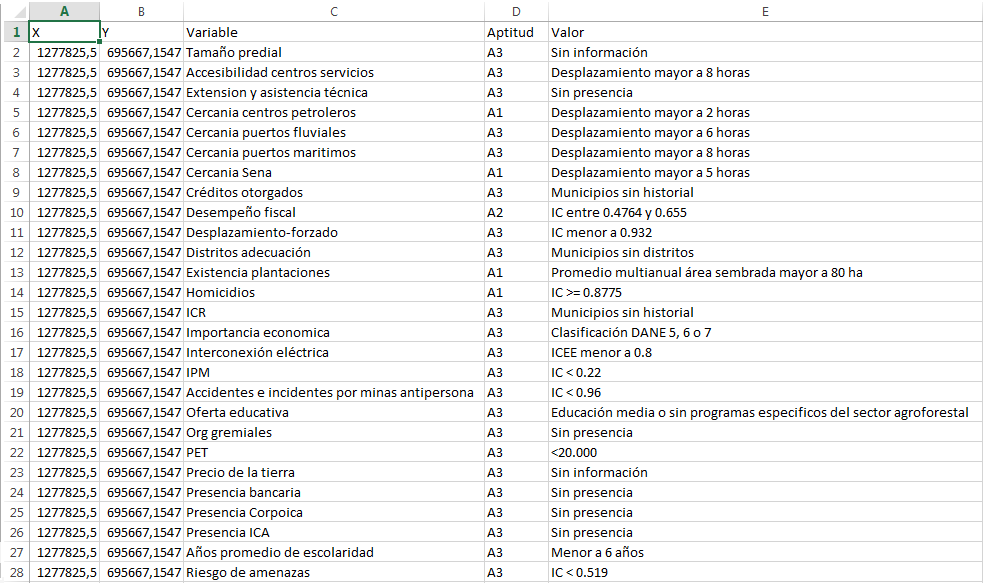 A B C D E
1 X Y Variable Aptitud Valor
2 1277825,5 695667,1547 Tamaño predial A3 Sin información
3 1277825,5 695667,1547 Accesibilidad centros servicios A3 Desplazamiento mayor a 8 horas
4 1277825,5 695667,1547 Extension y asistencia técnica A3 Sin presencia
5 1277825,5 695667,1547 Cercania centros petroleros A1 Desplazamiento mayor a 2 horas
6 1277825,5 695667,1547 Cercania puertos fluviales A3 Desplazamiento mayor a 6 horas
7 1277825,5 695667,1547 Cercania puertos maritimos A3 Desplazamiento mayor a 8 horas
8 1277825,5 695667,1547 Cercania Sena A1 Desplazamiento mayor a 5 horas
9 1277825,5 695667,1547 Créditos otorgados A3 Municipios sin historial
10 1277825,5 695667,1547 Desempeño fiscal A2 IC entre 0.4764 y 0.655
11 1277825,5 695667,1547 Desplazamiento-forzado A3 IC menor a 0.932
12 1277825,5 695667,1547 Distritos adecuación A3 Municipios sin distritos
13 1277825,5 695667,1547 Existencia plantaciones A1 Promedio multianual área sembrada mayor a 80 ha
14 1277825,5 695667,1547 Homicidios A1 IC >= 0.8775
15 1277825,5 695667,1547 ICR A3 Municipios sin historial
16 1277825,5 695667,1547 Importancia economica A3 Clasificación DANE 5, 6 o 7
17 1277825,5 695667,1547 Interconexión eléctrica A3 ICEE menor a 0.8
18 1277825,5 695667,1547 IPM A3 IC < 0.22
19 1277825,5 695667,1547 Accidentes e incidentes por minas antipersona A3 IC < 0.96
20 1277825,5 695667,1547 Oferta educativa A3 Educación media o sin programas especificos del sector agroforestal
21 1277825,5 695667,1547 Org gremiales A3 Sin presencia
22 1277825,5 695667,1547 PET A3 <20.000
23 1277825,5 695667,1547 Precio de la tierra A3 Sin información
24 1277825,5 695667,1547 Presencia bancaria A3 Sin presencia
25 1277825,5 695667,1547 Presencia Corpoica A3 Sin presencia
26 1277825,5 695667,1547 Presencia ICA A3 Sin presencia
27 1277825,5 695667,1547 Años promedio de escolaridad A3 Menor a 6 años
28 1277825,5 695667,1547 Riesgo de amenazas A3 IC < 0.519